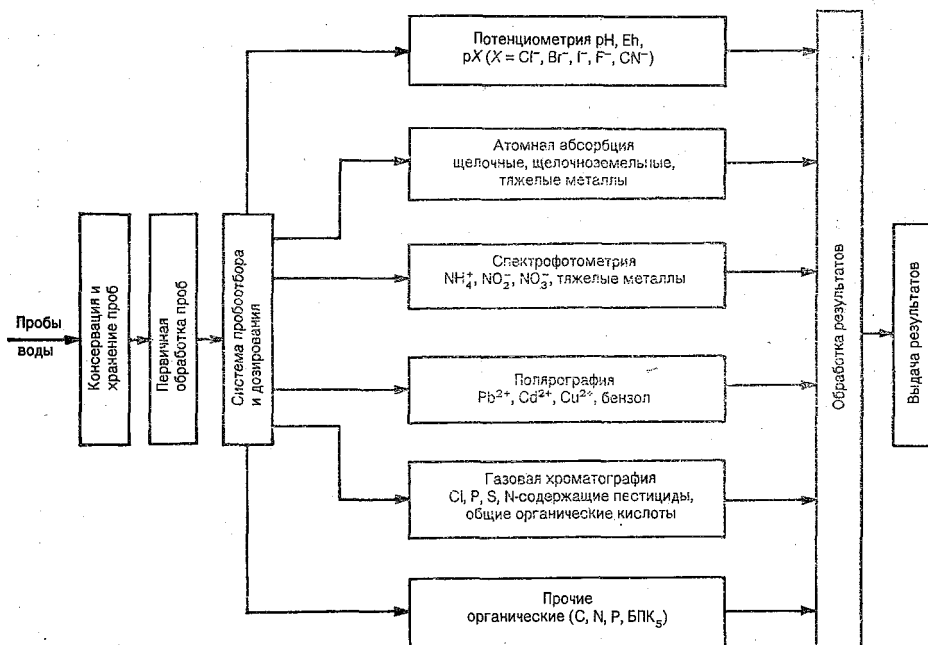 Пробы
воды
Консервация и
хранение проб
Первичная
обработка проб
Система пробоотбора
и дозирования
Потенциометрия pH, Eh,
pX (X = Cl⁻, Br⁻, I⁻, F⁻, CN⁻)
Атомная абсорбция
щелочные, щелочноземельные,
тяжелые металлы
Спектрофотометрия
NH₄⁺, NO₂⁻, NO₃⁻, тяжелые металлы
Полярография
Pb²⁺, Cd²⁺, Cu²⁺, бензол
Газовая хроматография
Cl, P, S, N-содержащие пестициды,
общие органические кислоты
Прочие
органические (C, N, P, БПК₅)
Обработка результатов
Выдача результатов